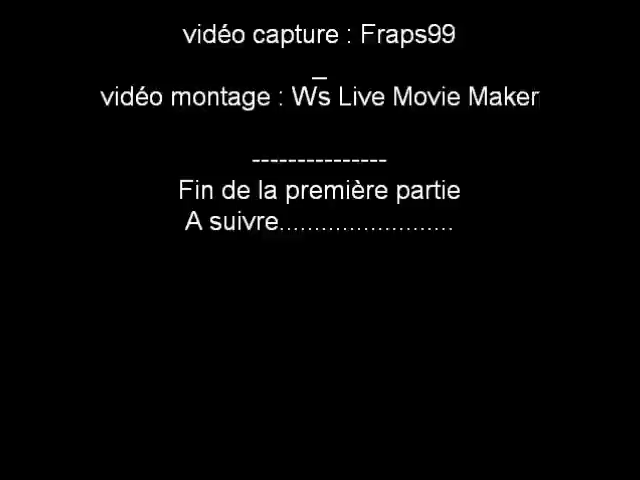 vidéo capture : Fraps99
_
vidéo montage : Ws Live Movie Maker
---------------
Fin de la première partie
A suivre.........................